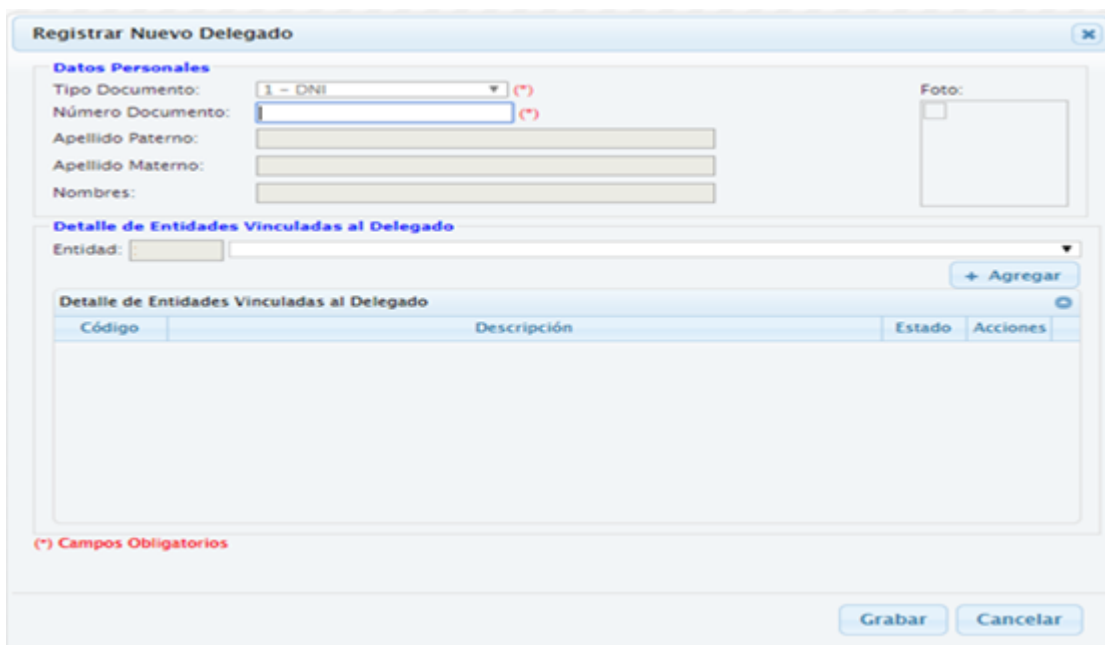 Registrar Nuevo Delegado
Datos Personales
Tipo Documento: 1 - DNI (*) Foto:
Número Documento: (*)
Apellido Paterno:
Apellido Materno:
Nombres:
Detalle de Entidades Vinculadas al Delegado
Entidad:
+ Agregar
Detalle de Entidades Vinculadas al Delegado
Código Descripción Estado Acciones
(*) Campos Obligatorios
Grabar Cancelar